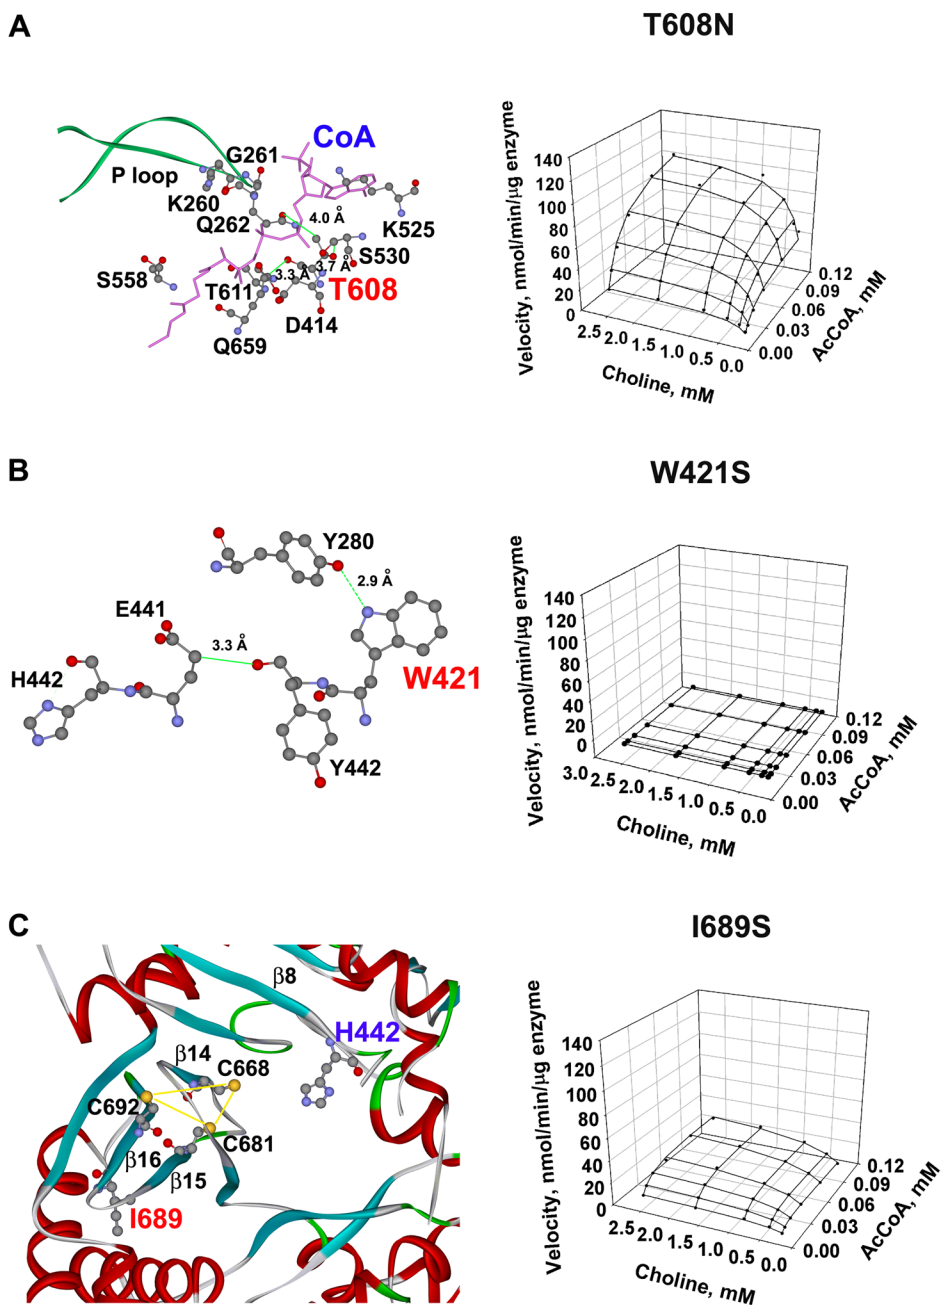 A
T608N
CoA
G261
P loop
K260
Q262
4.0 Å
K525
S530
S558
3.3 Å
3.7 Å
T611
T608
D414
Q659
Velocity, nmol/min/µg enzyme
140
120
100
80
60
40
20
0
2.5
2.0
1.5
1.0
0.5
0.0
Choline, mM
0.12
0.09
0.06
0.03
0.00
AcCoA, mM
B
W421S
Y280
2.9 Å
E441
3.3 Å
H442
W421
Y442
Velocity, nmol/min/µg enzyme
140
120
100
80
60
40
20
0
3.0
2.5
2.0
1.5
1.0
0.5
0.0
Choline, mM
0.12
0.09
0.06
0.03
0.00
AcCoA, mM
C
I689S
β8
H442
β14
C668
C692
C681
β16
β15
I689
Velocity, nmol/min/µg enzyme
140
120
100
80
60
40
20
0
2.5
2.0
1.5
1.0
0.5
0.0
Choline, mM
0.12
0.09
0.06
0.03
0.00
AcCoA, mM